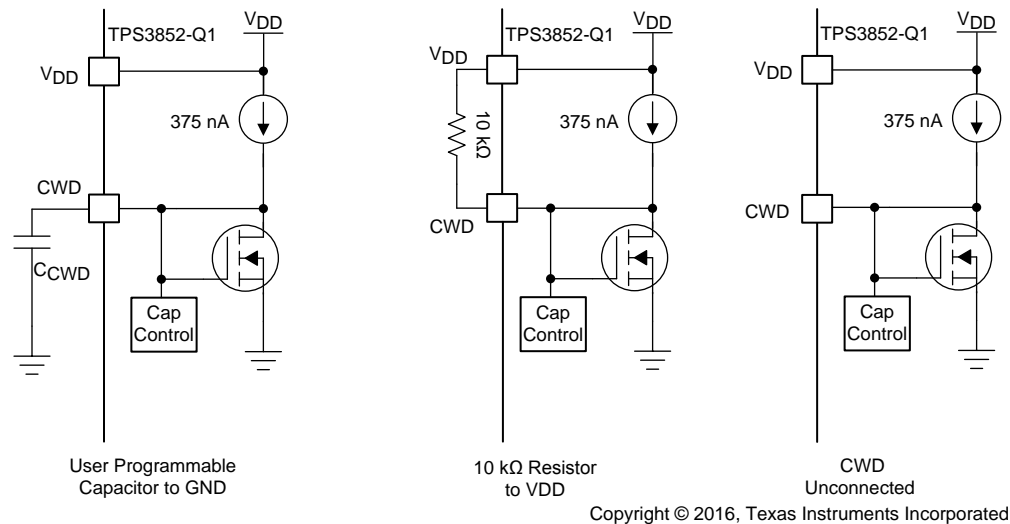 VDD
TPS3852-Q1
VDD
375 nA
CWD
CCWD
Cap
Control
User Programmable
Capacitor to GND
VDD
TPS3852-Q1
VDD
10 kΩ
375 nA
CWD
Cap
Control
10 kΩ Resistor
to VDD
VDD
TPS3852-Q1
VDD
375 nA
CWD
Cap
Control
CWD
Unconnected
Copyright © 2016, Texas Instruments Incorporated